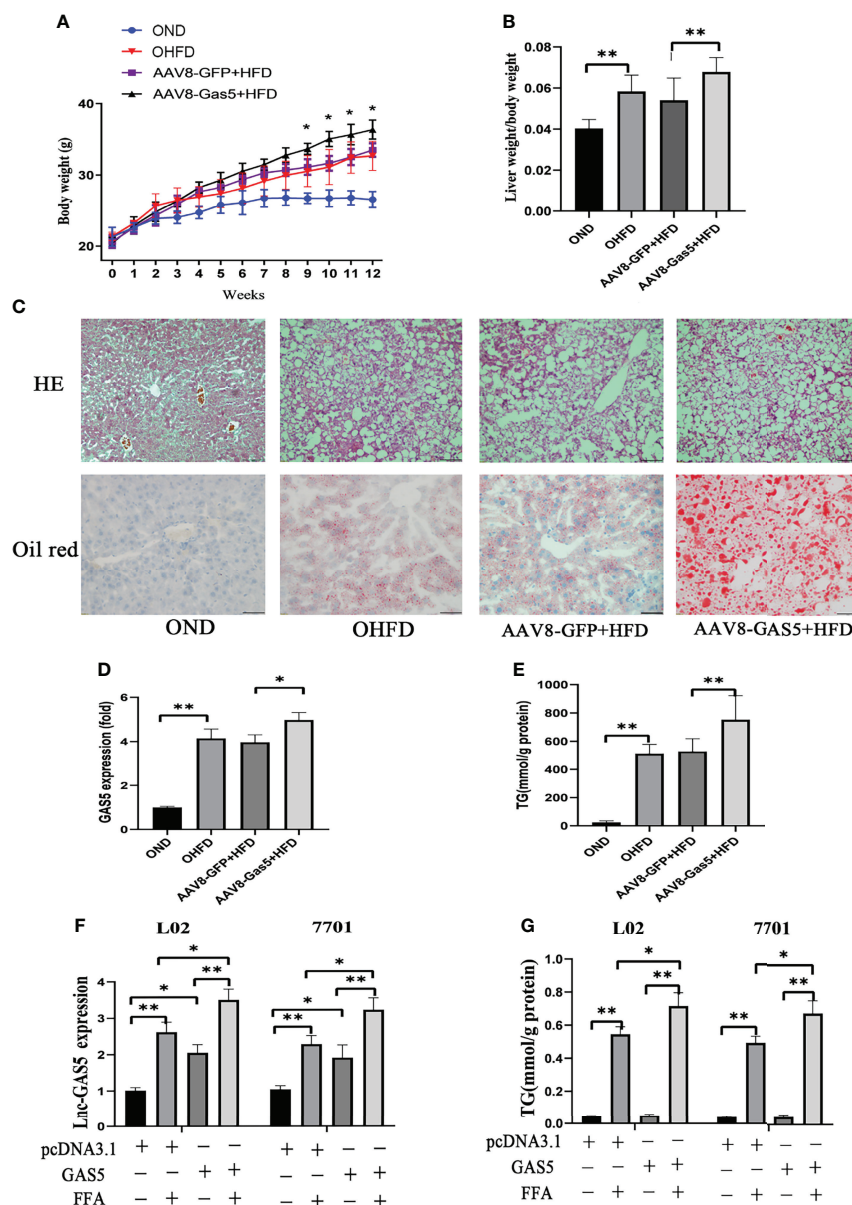 A
OND
OHFD
AAV8-GFP+HFD
AAV8-Gas5+HFD
Body weight (g)
40
30
20
* * * *
0 1 2 3 4 5 6 7 8 9 10 11 12
Weeks
B
Liver weight/body weight
0.08
0.06
0.04
0.02
0.00
** **
OND
OHFD
AAV8-GFP+HFD
AAV8-Gas5+HFD
C
HE
Oil red
OND OHFD AAV8-GFP+HFD AAV8-GAS5+HFD
D
GAS5 expression (fold)
6
4
2
0
** *
OND
OHFD
AAV8-GFP+HFD
AAV8-Gas5+HFD
E
TG(mmol/g protein)
1000
800
600
400
200
0
** **
OND
OHFD
AAV8-GFP+HFD
AAV8-Gas5+HFD
F
L02 7701
Lnc-GAS5 expression
4
3
2
1
0
* *
* ** * **
** **
pcDNA3.1 + + − − + + − −
GAS5 − − + + − − + +
FFA − + − + − + − +
G
L02 7701
TG(mmol/g protein)
1.0
0.8
0.6
0.4
0.2
0.0
* *
** ** ** **
pcDNA3.1 + + − − + + − −
GAS5 − − + + − − + +
FFA − + − + − + − +